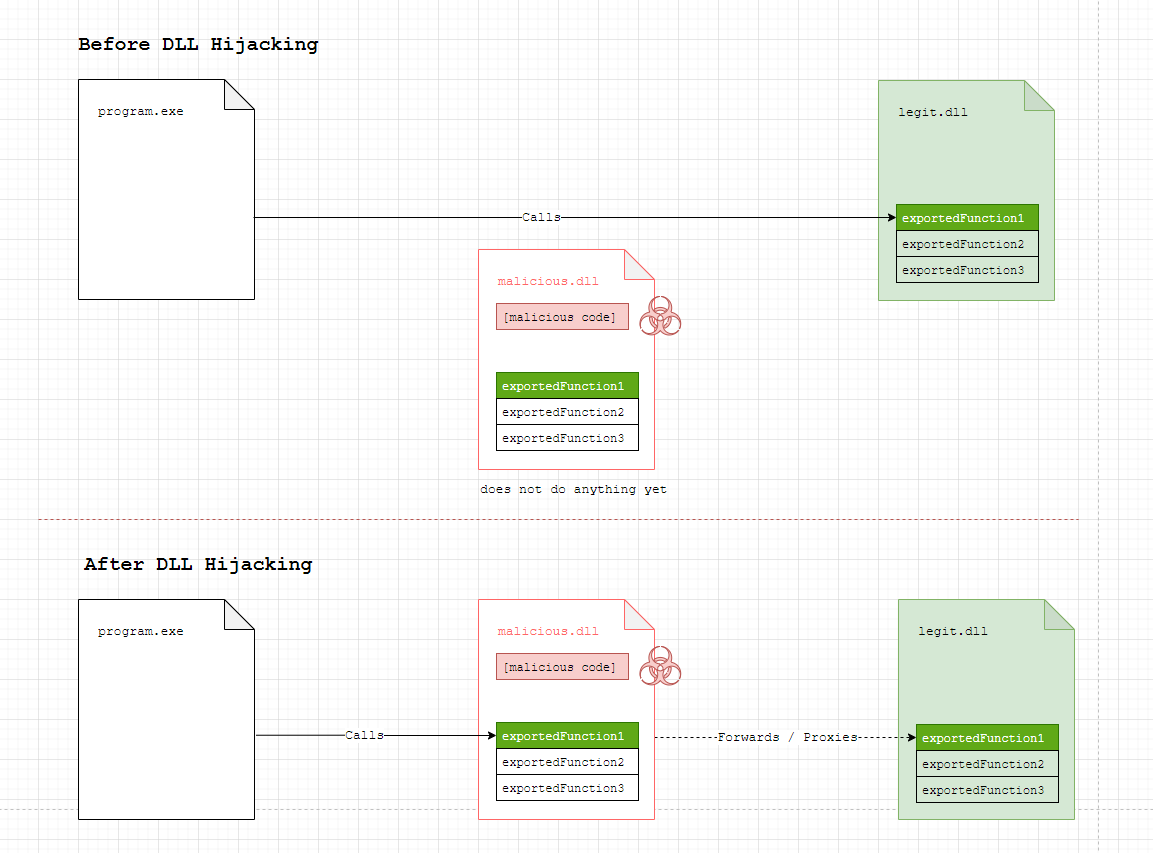 Before DLL Hijacking
program.exe
legit.dll
Calls
exportedFunction1
exportedFunction2
exportedFunction3
malicious.dll
[malicious code]
exportedFunction1
exportedFunction2
exportedFunction3
does not do anything yet
After DLL Hijacking
program.exe
malicious.dll
legit.dll
[malicious code]
Calls
exportedFunction1
exportedFunction2
exportedFunction3
Forwards / Proxies
exportedFunction1
exportedFunction2
exportedFunction3